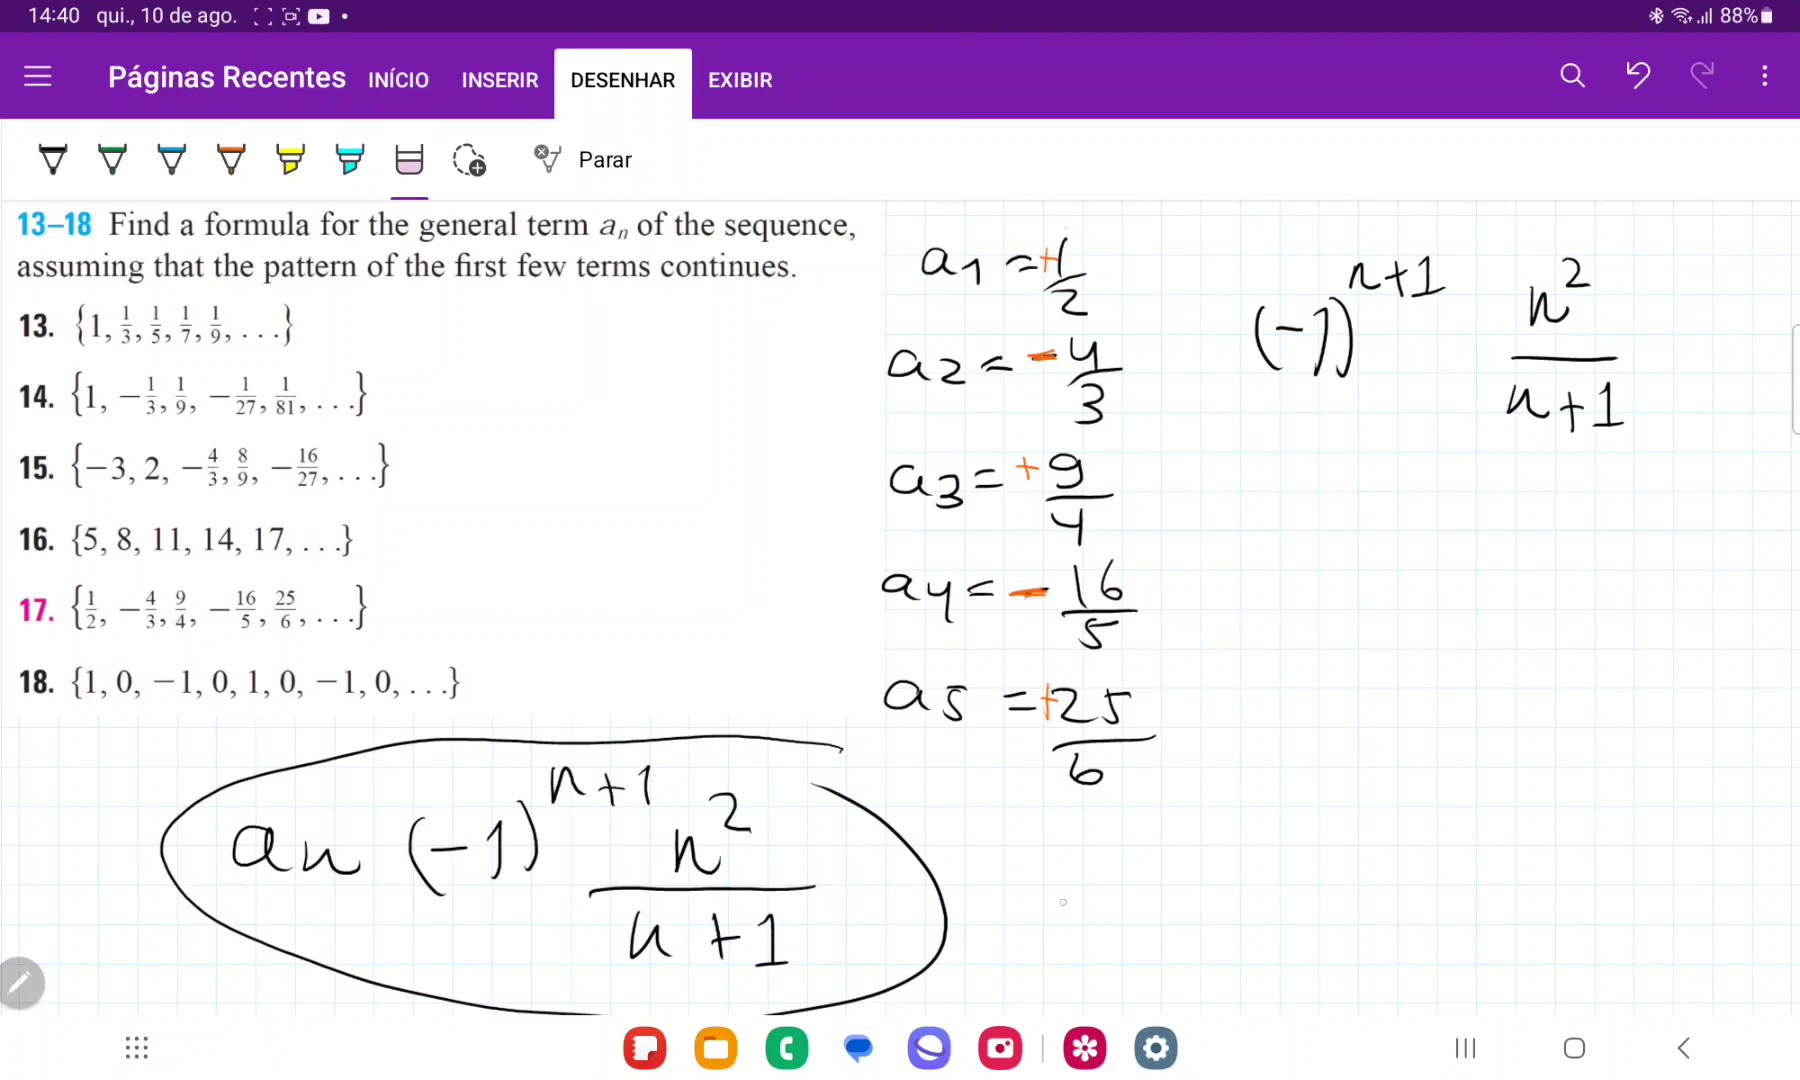 14:40 qui., 10 de ago. 88%
Páginas Recentes INÍCIO INSERIR DESENHAR EXIBIR
Parar
13–18 Find a formula for the general term aₙ of the sequence,
assuming that the pattern of the first few terms continues.
13. {1, 1/3, 1/5, 1/7, 1/9, . . .}
14. {1, −1/3, 1/9, −1/27, 1/81, . . .}
15. {−3, 2, −4/3, 8/9, −16/27, . . .}
16. {5, 8, 11, 14, 17, . . .}
17. {1/2, −4/3, 9/4, −16/5, 25/6, . . .}
18. {1, 0, −1, 0, 1, 0, −1, 0, . . .}
a1 = +1/2
a2 = −4/3
a3 = +9/4
a4 = −16/5
a5 = +25/6
(−1)^(n+1) n²/(n+1)
an (−1)^(n+1) n²/(n+1)